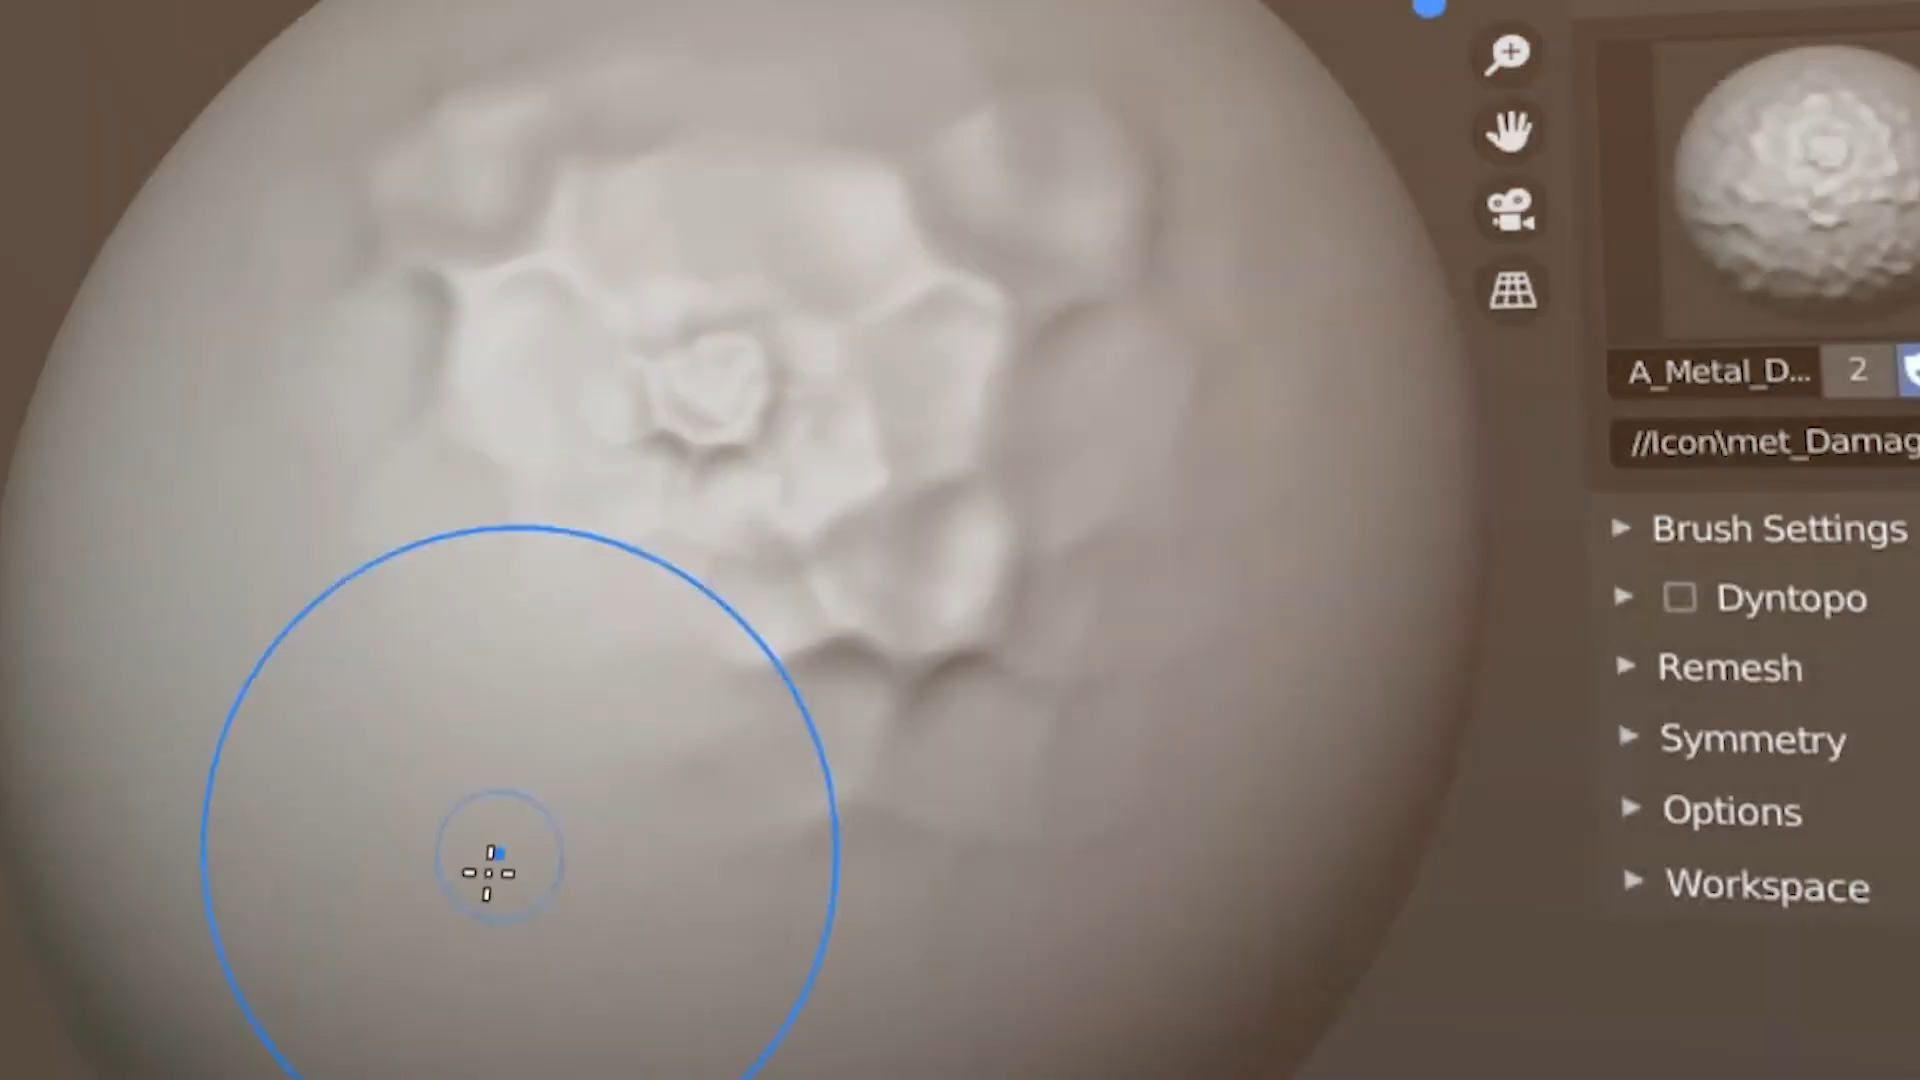 A_Metal_D...
2
//Icon\met_Damag
Brush Settings
Dyntopo
Remesh
Symmetry
Options
Workspace